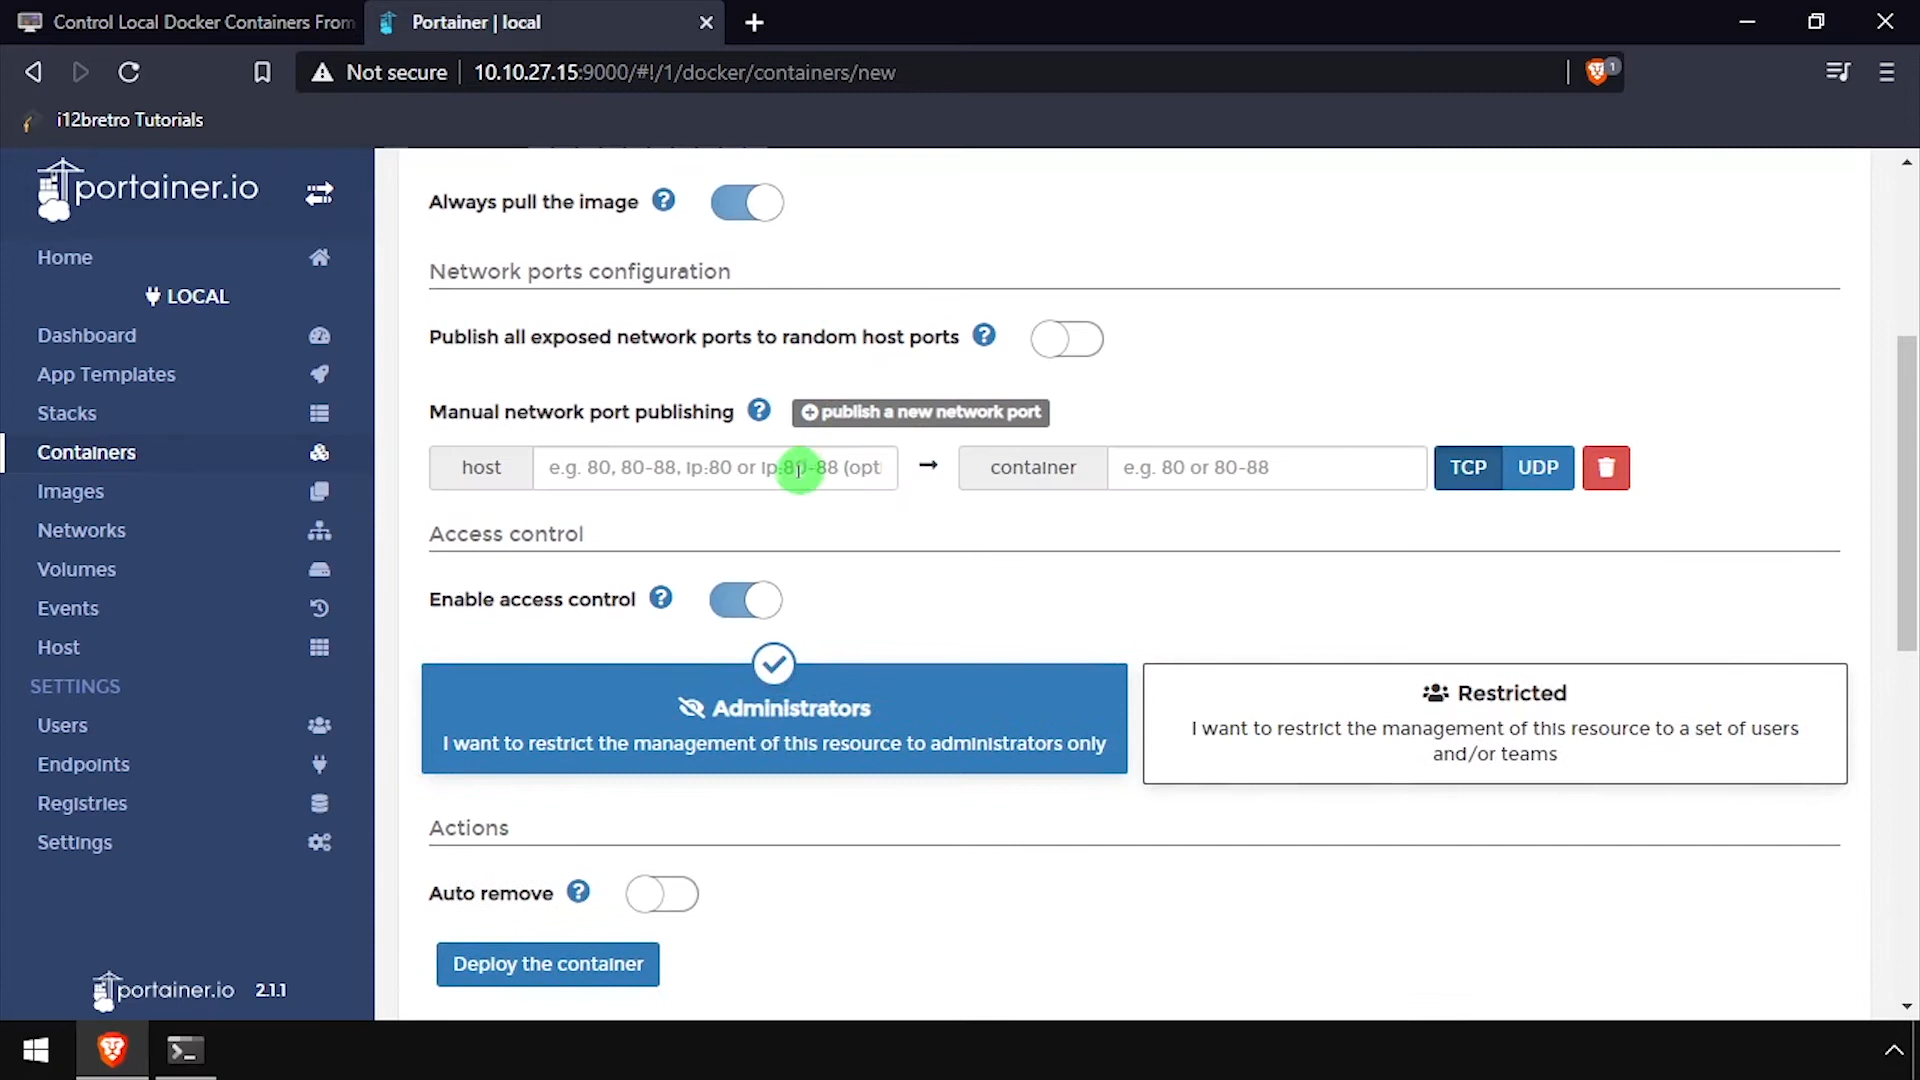 Control Local Docker Containers From
Portainer | local
Not secure
10.10.27.15:9000/#!/1/docker/containers/new
1
i12bretro Tutorials
portainer.io
Home
LOCAL
Dashboard
App Templates
Stacks
Containers
Images
Networks
Volumes
Events
Host
SETTINGS
Users
Endpoints
Registries
Settings
portainer.io 2.1.1
Always pull the image
Network ports configuration
Publish all exposed network ports to random host ports
Manual network port publishing
publish a new network port
host
e.g. 80, 80-88, ip:80 or ip:80-88 (opti
container
e.g. 80 or 80-88
TCP
UDP
Access control
Enable access control
Administrators
I want to restrict the management of this resource to administrators only
Restricted
I want to restrict the management of this resource to a set of users
and/or teams
Actions
Auto remove
Deploy the container